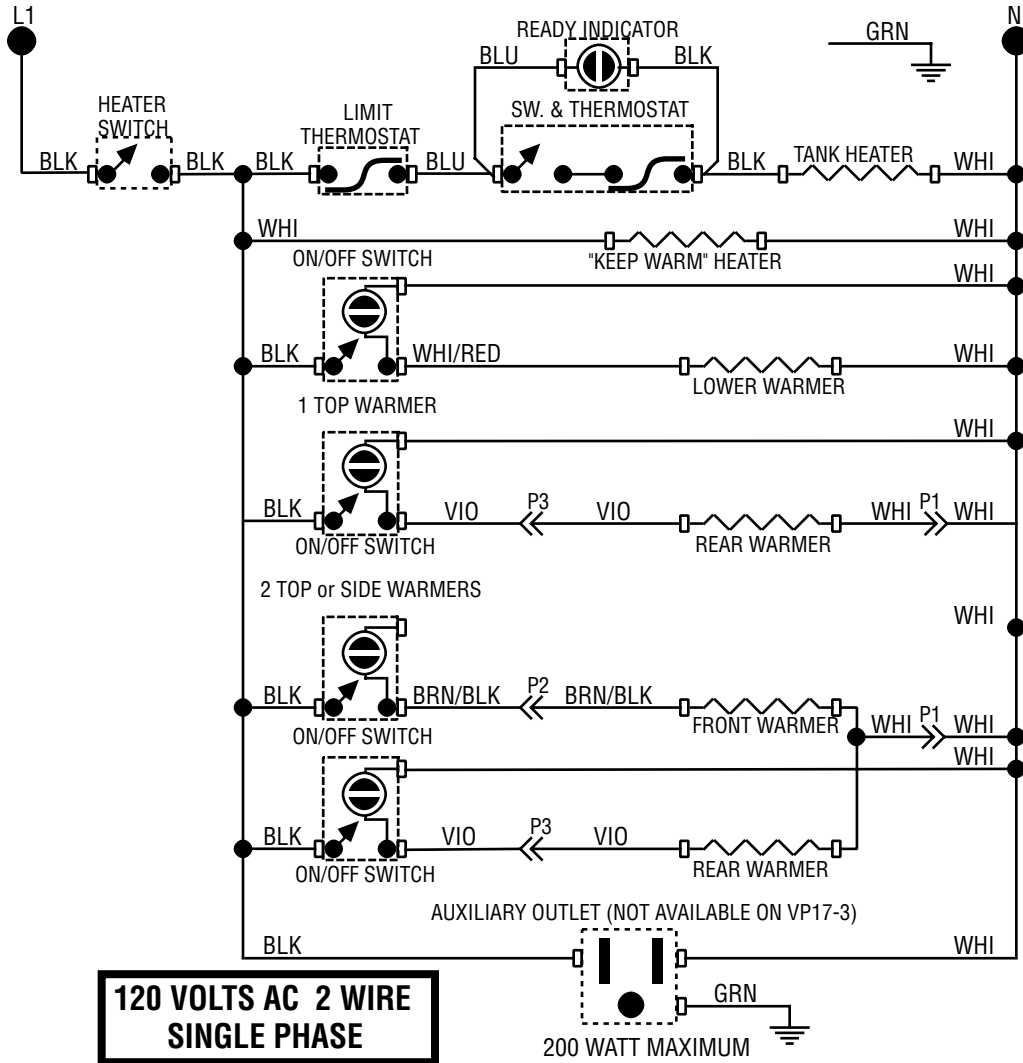 L1
N
READY INDICATOR
GRN
BLU
BLK
HEATER
SWITCH
LIMIT
THERMOSTAT
SW. & THERMOSTAT
BLK
BLK
BLK
BLU
BLK
TANK HEATER
WHI
WHI
WHI
ON/OFF SWITCH
"KEEP WARM" HEATER
WHI
BLK
WHI/RED
WHI
LOWER WARMER
1 TOP WARMER
WHI
BLK
VIO
P3
VIO
WHI
P1
WHI
ON/OFF SWITCH
REAR WARMER
2 TOP or SIDE WARMERS
WHI
BLK
BRN/BLK
P2
BRN/BLK
FRONT WARMER
WHI
P1
WHI
ON/OFF SWITCH
WHI
BLK
VIO
P3
VIO
REAR WARMER
ON/OFF SWITCH
AUXILIARY OUTLET (NOT AVAILABLE ON VP17-3)
BLK
WHI
GRN
120 VOLTS AC 2 WIRE
SINGLE PHASE
200 WATT MAXIMUM